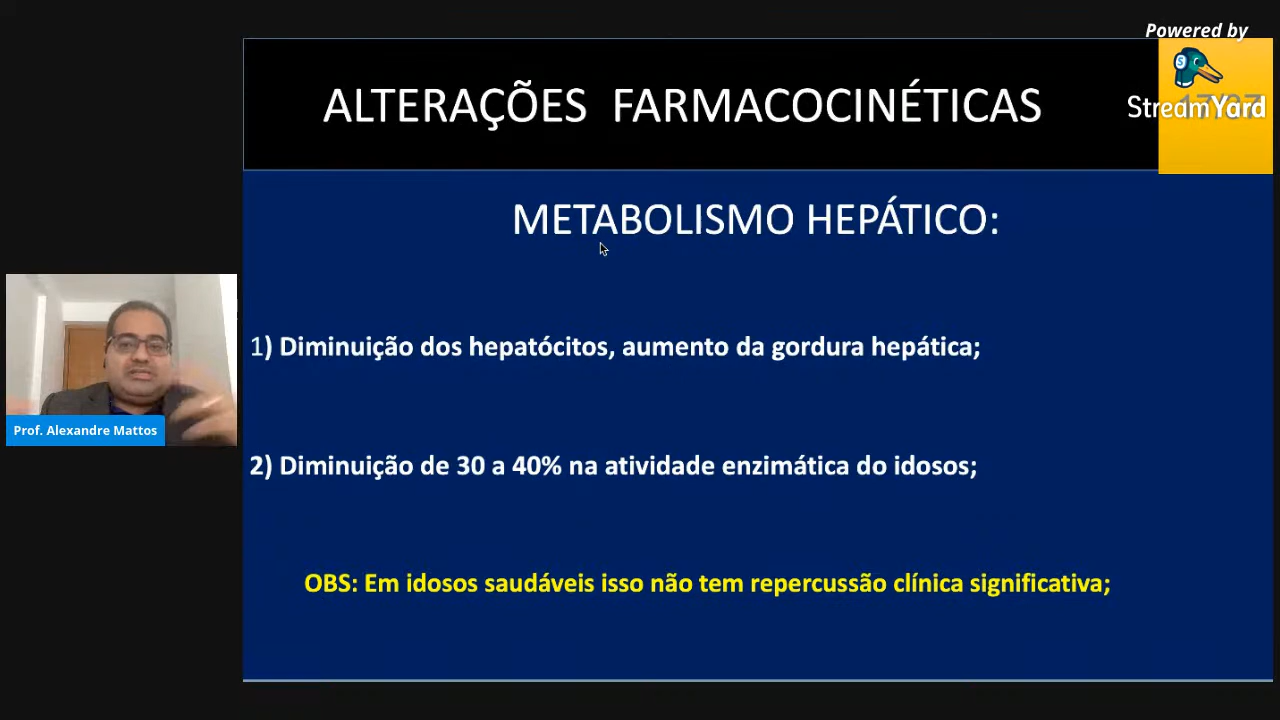 Powered by
StreamYard
ALTERAÇÕES FARMACOCINÉTICAS
METABOLISMO HEPÁTICO:
1) Diminuição dos hepatócitos, aumento da gordura hepática;
2) Diminuição de 30 a 40% na atividade enzimática do idosos;
OBS: Em idosos saudáveis isso não tem repercussão clínica significativa;
Prof. Alexandre Mattos